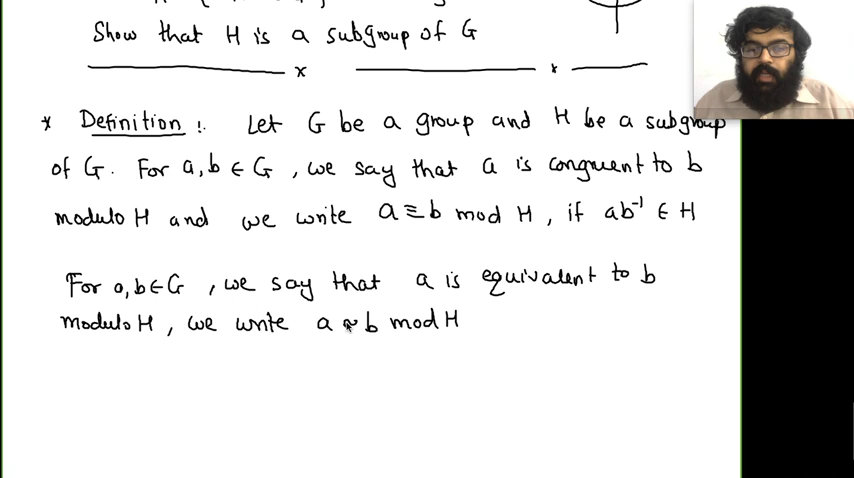 Show that H is a subgroup of G
x x
* Definition : Let G be a group and H be a subgroup
of G. For a, b ∈ G, we say that a is congruent to b
modulo H and we write a ≡ b mod H, if ab⁻¹ ∈ H
For a, b ∈ G, we say that a is equivalent to b
modulo H, we write a ~ b mod H